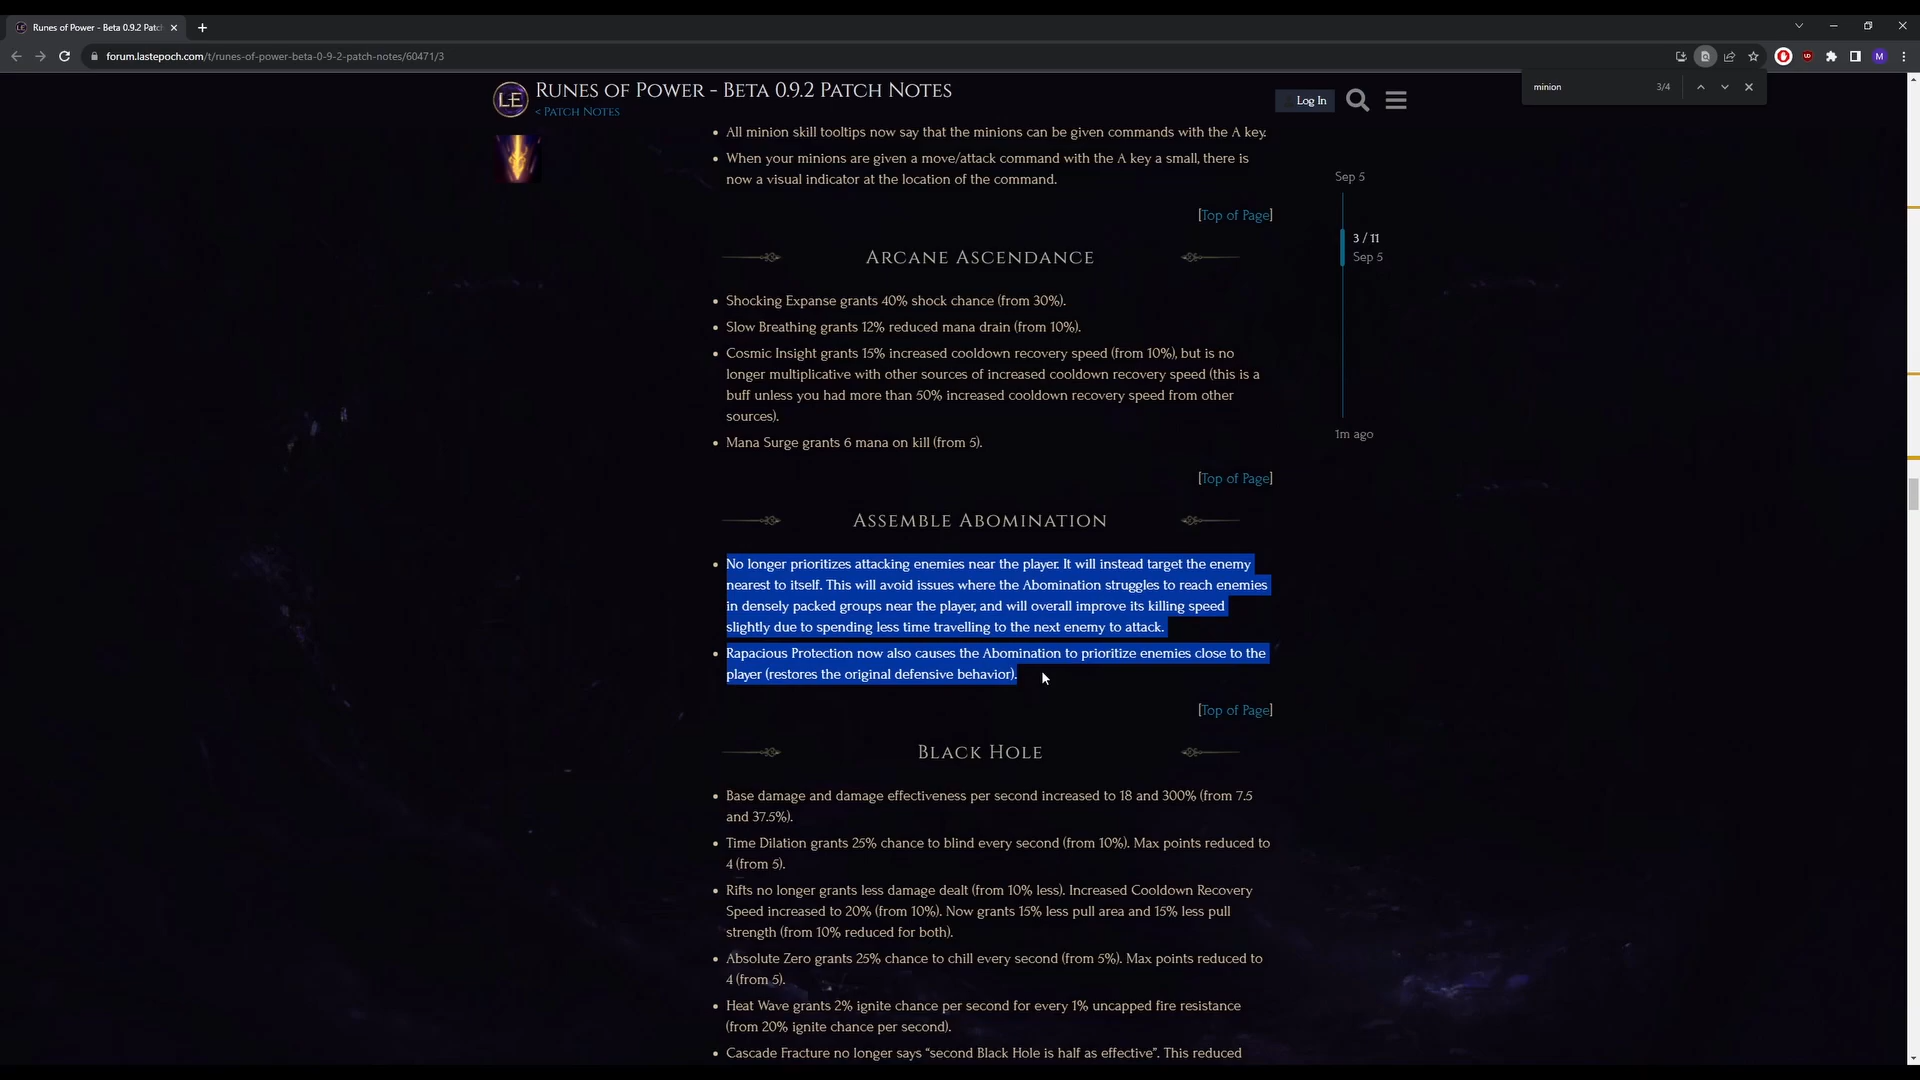 Runes of Power - Beta 0.9.2 Patch
forum.lastepoch.com/t/runes-of-power-beta-0-9-2-patch-notes/60471/3
M
minion
3/4
LE
Runes of Power - Beta 0.9.2 Patch Notes
< Patch Notes
Log In
• All minion skill tooltips now say that the minions can be given commands with the A key.
• When your minions are given a move/attack command with the A key a small, there is
now a visual indicator at the location of the command.
Sep 5
[Top of Page]
3 / 11
Sep 5
Arcane Ascendance
• Shocking Expanse grants 40% shock chance (from 30%).
• Slow Breathing grants 12% reduced mana drain (from 10%).
• Cosmic Insight grants 15% increased cooldown recovery speed (from 10%), but is no
longer multiplicative with other sources of increased cooldown recovery speed (this is a
buff unless you had more than 50% increased cooldown recovery speed from other
sources).
1m ago
• Mana Surge grants 6 mana on kill (from 5).
[Top of Page]
Assemble Abomination
• No longer prioritizes attacking enemies near the player. It will instead target the enemy
nearest to itself. This will avoid issues where the Abomination struggles to reach enemies
in densely packed groups near the player, and will overall improve its killing speed
slightly due to spending less time travelling to the next enemy to attack.
• Rapacious Protection now also causes the Abomination to prioritize enemies close to the
player (restores the original defensive behavior).
[Top of Page]
Black Hole
• Base damage and damage effectiveness per second increased to 18 and 300% (from 7.5
and 37.5%).
• Time Dilation grants 25% chance to blind every second (from 10%). Max points reduced to
4 (from 5).
• Rifts no longer grants less damage dealt (from 10% less). Increased Cooldown Recovery
Speed increased to 20% (from 10%). Now grants 15% less pull area and 15% less pull
strength (from 10% reduced for both).
• Absolute Zero grants 25% chance to chill every second (from 5%). Max points reduced to
4 (from 5).
• Heat Wave grants 2% ignite chance per second for every 1% uncapped fire resistance
(from 20% ignite chance per second).
• Cascade Fracture no longer says “second Black Hole is half as effective”. This reduced